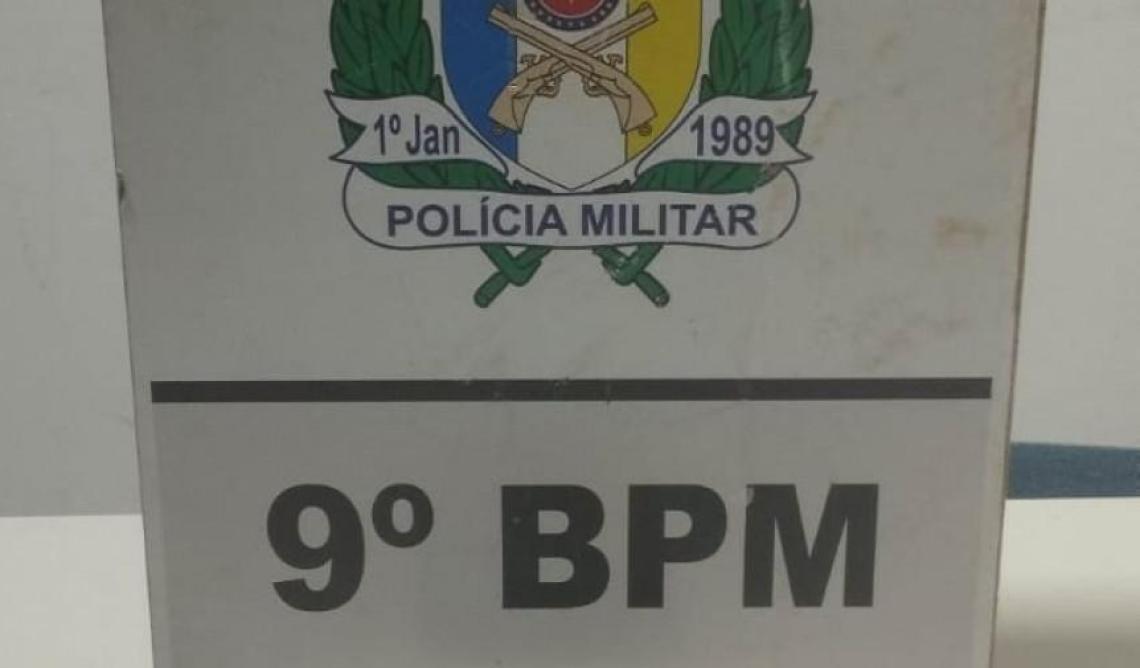 1º Jan 1989
POLÍCIA MILITAR
9º BPM